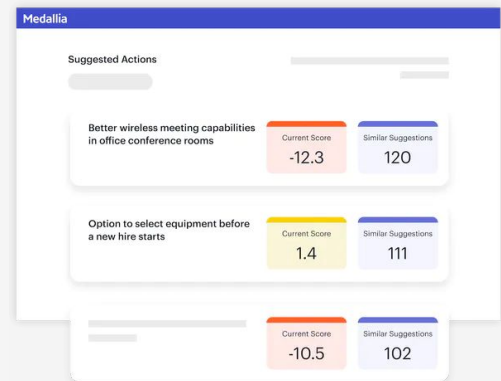 Medallia
Suggested Actions
Better wireless meeting capabilities
in office conference rooms
Current Score
-12.3
Similar Suggestions
120
Option to select equipment before
a new hire starts
Current Score
1.4
Similar Suggestions
111
Current Score
-10.5
Similar Suggestions
102